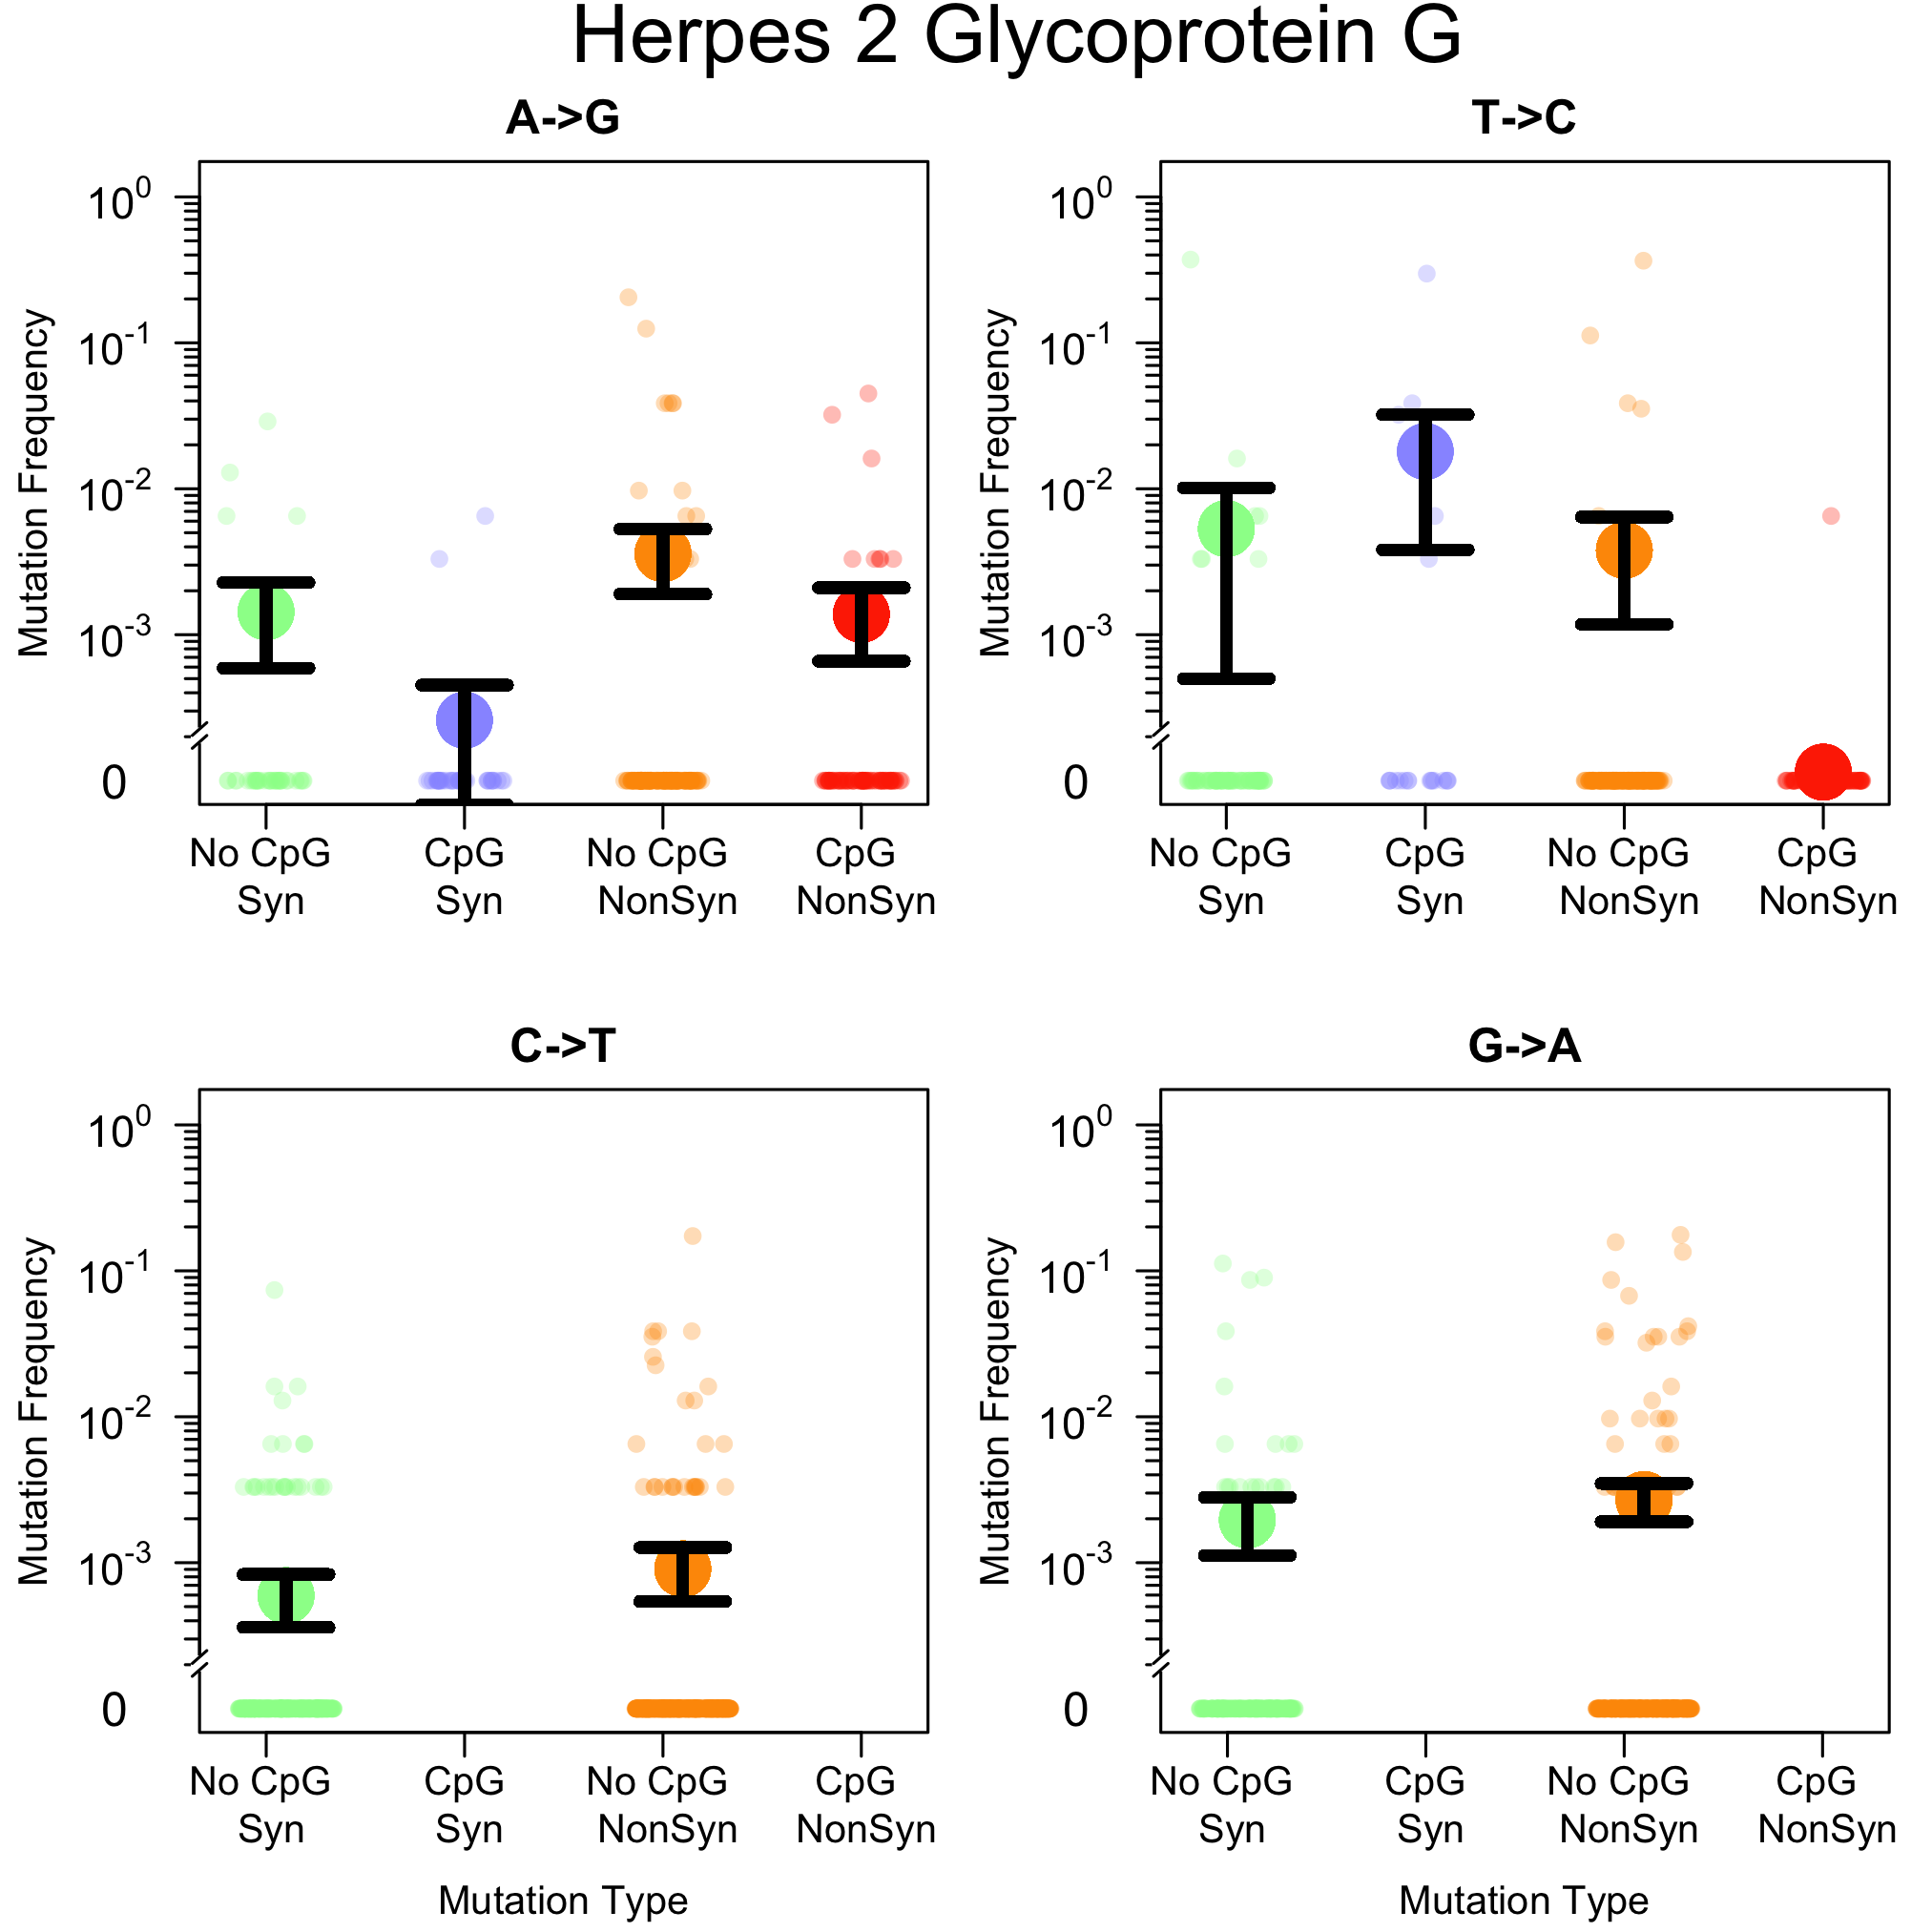 Herpes 2 Glycoprotein G
A->G
T->C
Mutation Frequency
10^0
10^-1
10^-2
10^-3
0
No CpG Syn
CpG Syn
No CpG NonSyn
CpG NonSyn
Mutation Frequency
10^0
10^-1
10^-2
10^-3
0
No CpG Syn
CpG Syn
No CpG NonSyn
CpG NonSyn
C->T
G->A
Mutation Frequency
10^0
10^-1
10^-2
10^-3
0
No CpG Syn
CpG Syn
No CpG NonSyn
CpG NonSyn
Mutation Type
Mutation Frequency
10^0
10^-1
10^-2
10^-3
0
No CpG Syn
CpG Syn
No CpG NonSyn
CpG NonSyn
Mutation Type